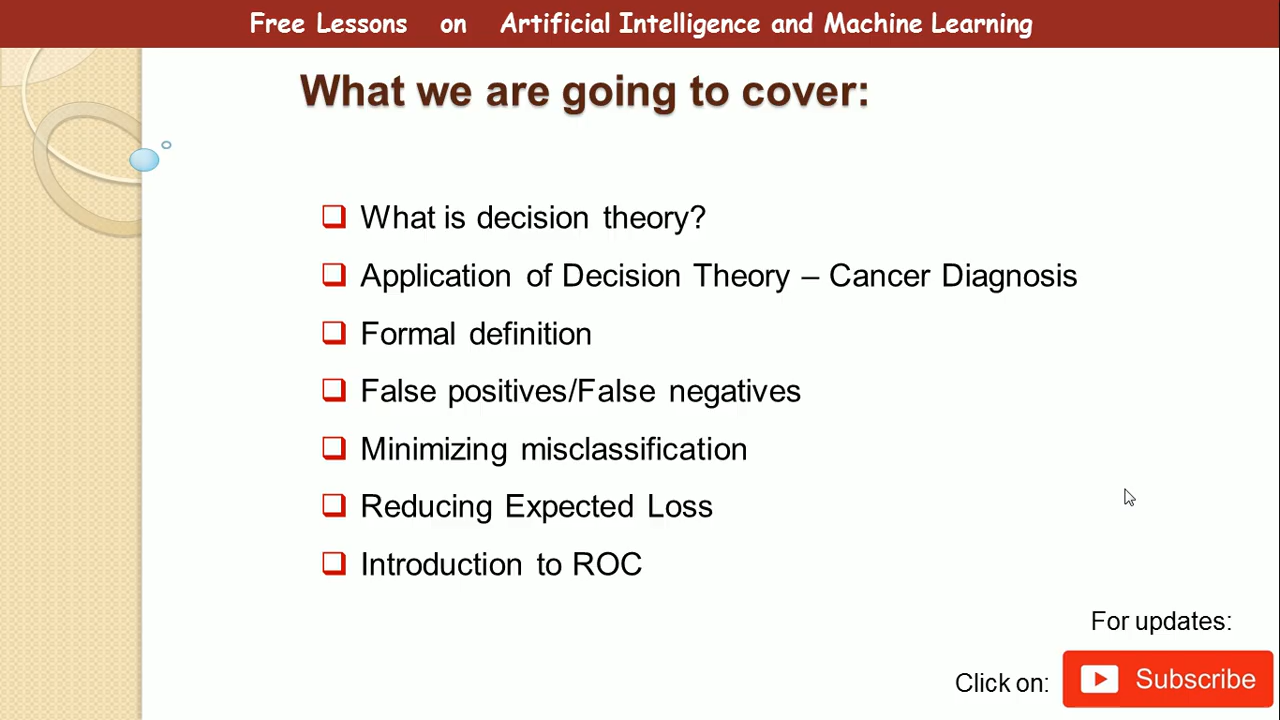 Free Lessons on Artificial Intelligence and Machine Learning
What we are going to cover:
What is decision theory?
Application of Decision Theory – Cancer Diagnosis
Formal definition
False positives/False negatives
Minimizing misclassification
Reducing Expected Loss
Introduction to ROC
For updates:
Click on: Subscribe